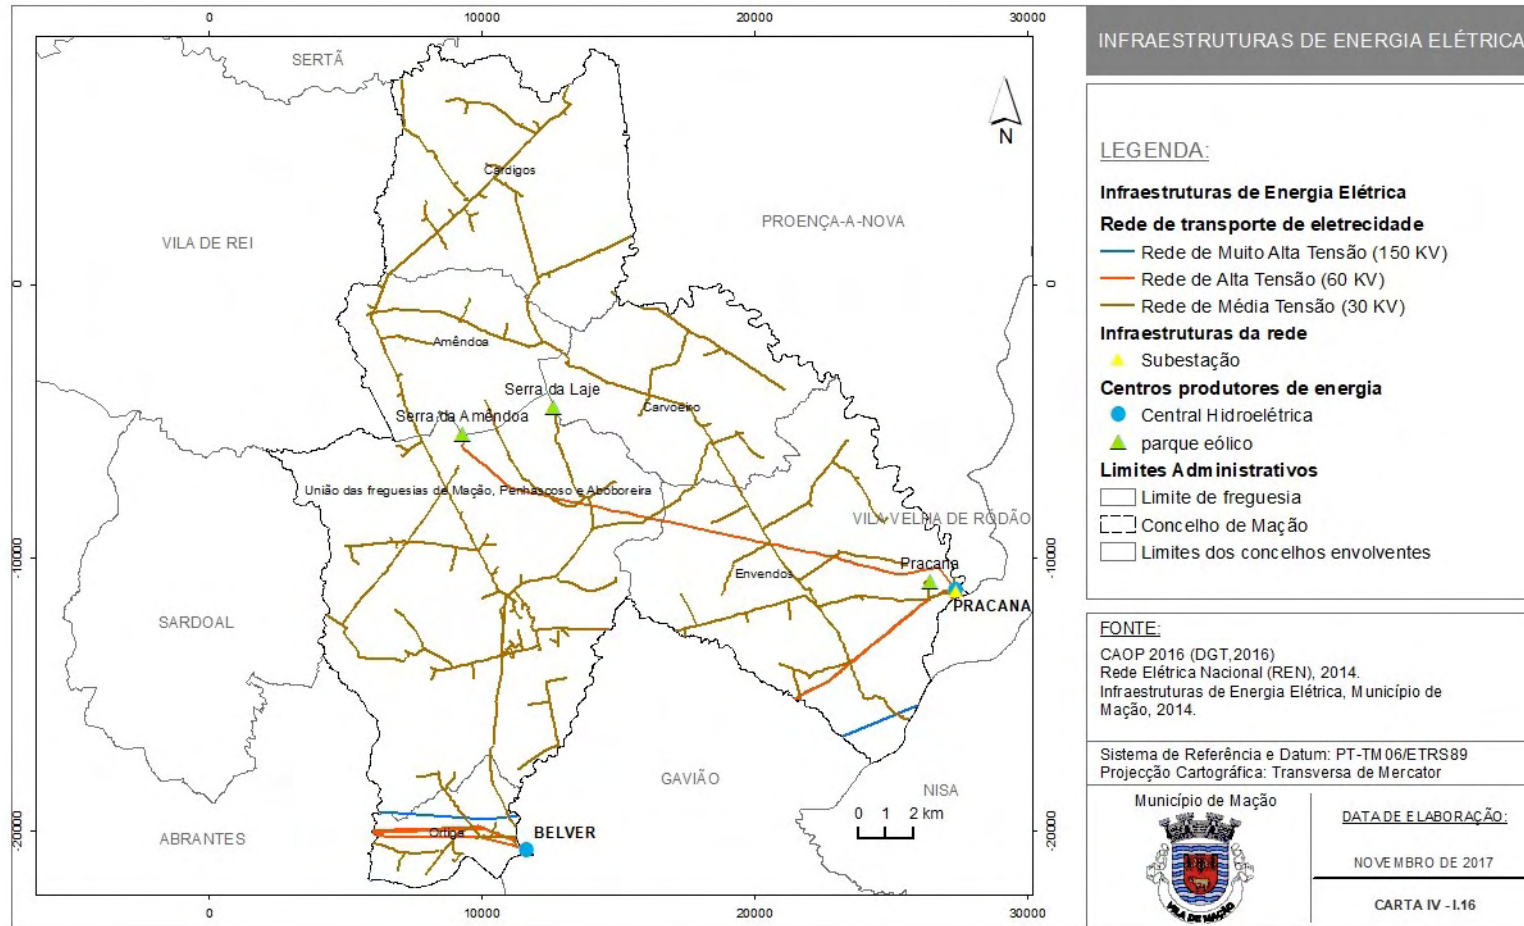 0
10000
20000
30000
SERTÃ
N
Cardigos
PROENÇA-A-NOVA
VILA DE REI
0
0
Amêndoa
Serra da Laje
Serra da Amêndoa
Carvoeiro
União das freguesias de Mação, Penhascoso e Aboboreira
VILA VELHA DE RÓDÃO
-10000
-10000
Envendos
Pracana
PRACANA
SARDOAL
GAVIÃO
NISA
0 1 2 km
-20000
-20000
ABRANTES
Ortiga
BELVER
0
10000
20000
30000
INFRAESTRUTURAS DE ENERGIA ELÉTRICA
LEGENDA:
Infraestruturas de Energia Elétrica
Rede de transporte de eletrecidade
Rede de Muito Alta Tensão (150 KV)
Rede de Alta Tensão (60 KV)
Rede de Média Tensão (30 KV)
Infraestruturas da rede
Subestação
Centros produtores de energia
Central Hidroelétrica
parque eólico
Limites Administrativos
Limite de freguesia
Concelho de Mação
Limites dos concelhos envolventes
FONTE:
CAOP 2016 (DGT,2016)
Rede Elétrica Nacional (REN), 2014.
Infraestruturas de Energia Elétrica, Município de
Mação, 2014.
Sistema de Referência e Datum: PT-TM06/ETRS89
Projecção Cartográfica: Transversa de Mercator
Município de Mação
VILA DE MAÇÃO
DATA DE ELABORAÇÃO:
NOVEMBRO DE 2017
CARTA IV - I.16